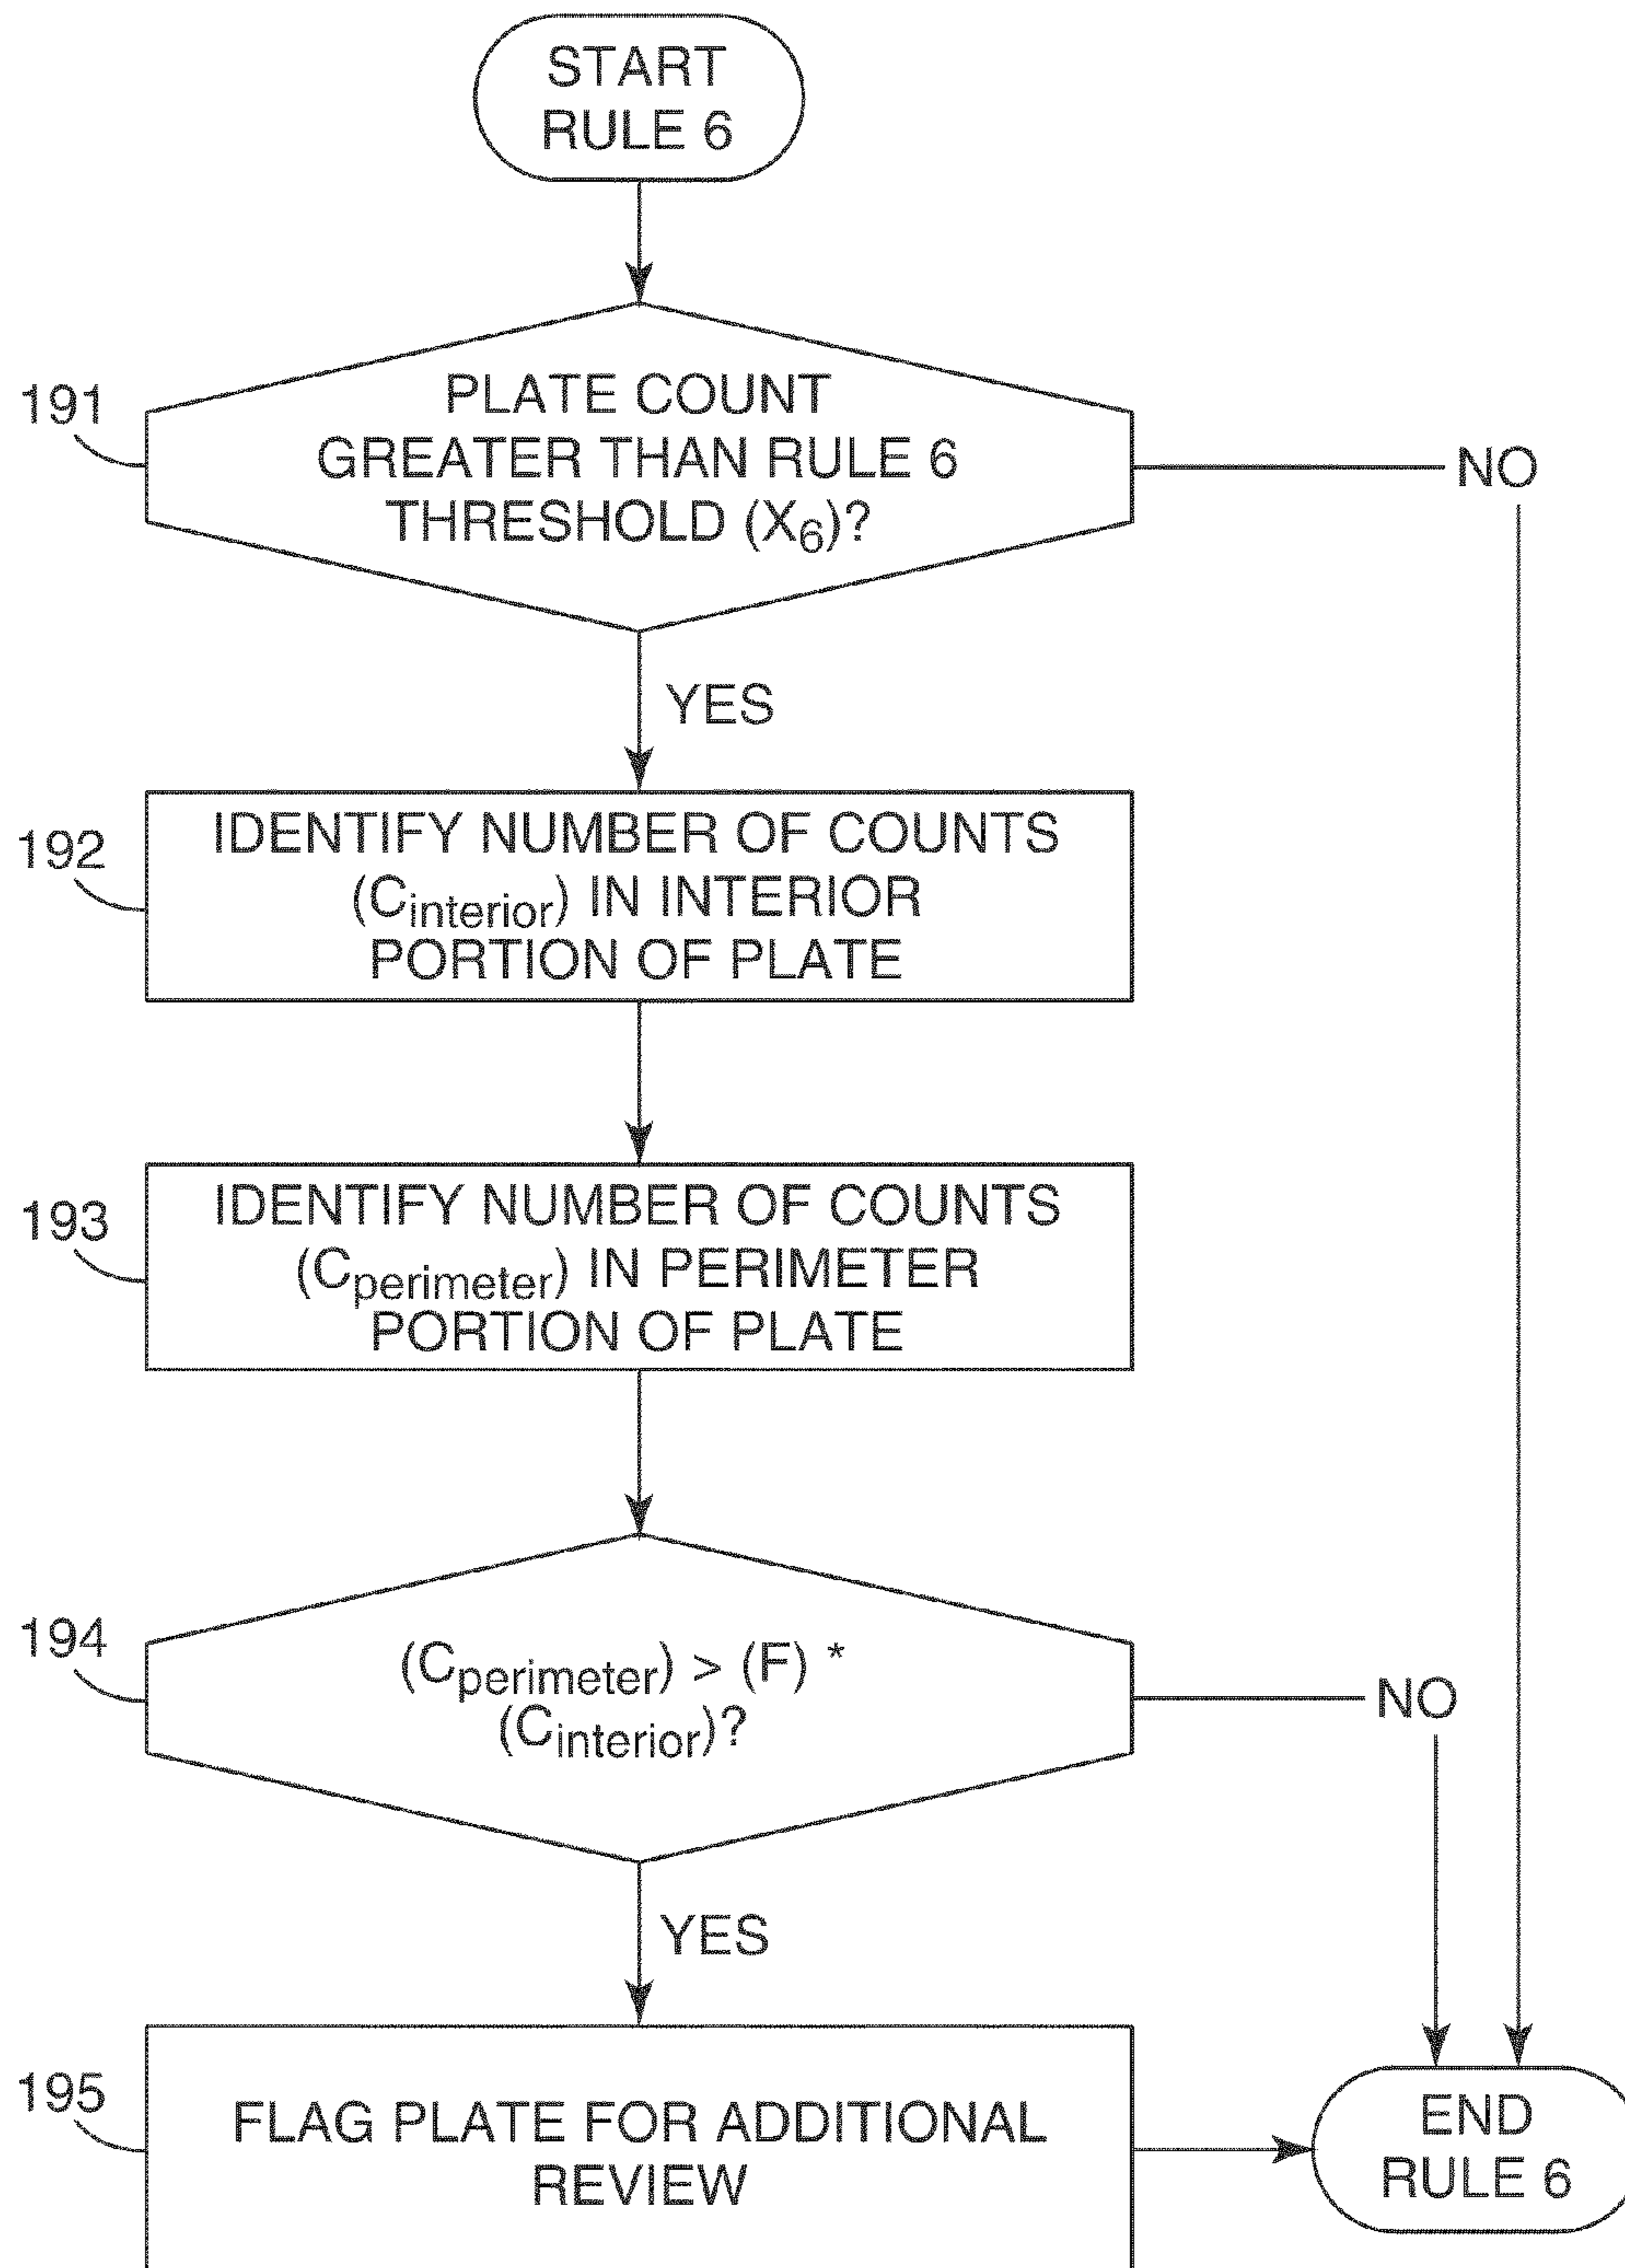 START
RULE 6
191
PLATE COUNT
GREATER THAN RULE 6
THRESHOLD (X6)?
NO
YES
192
IDENTIFY NUMBER OF COUNTS
(Cinterior) IN INTERIOR
PORTION OF PLATE
193
IDENTIFY NUMBER OF COUNTS
(Cperimeter) IN PERIMETER
PORTION OF PLATE
194
(Cperimeter) > (F) *
(Cinterior)?
NO
YES
195
FLAG PLATE FOR ADDITIONAL
REVIEW
END
RULE 6